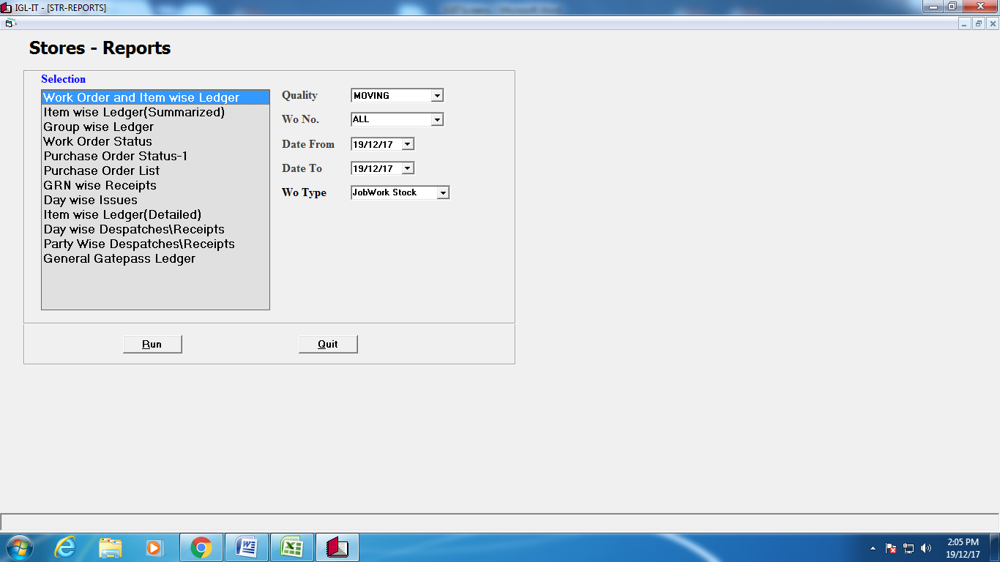 IGL-IT - [STR-REPORTS]
Stores - Reports
Selection
Work Order and Item wise Ledger
Item wise Ledger(Summarized)
Group wise Ledger
Work Order Status
Purchase Order Status-1
Purchase Order List
GRN wise Receipts
Day wise Issues
Item wise Ledger(Detailed)
Day wise Despatches\Receipts
Party Wise Despatches\Receipts
General Gatepass Ledger
Quality MOVING
Wo No. ALL
Date From 19/12/17
Date To 19/12/17
Wo Type JobWork Stock
Run Quit
2:05 PM
19/12/17